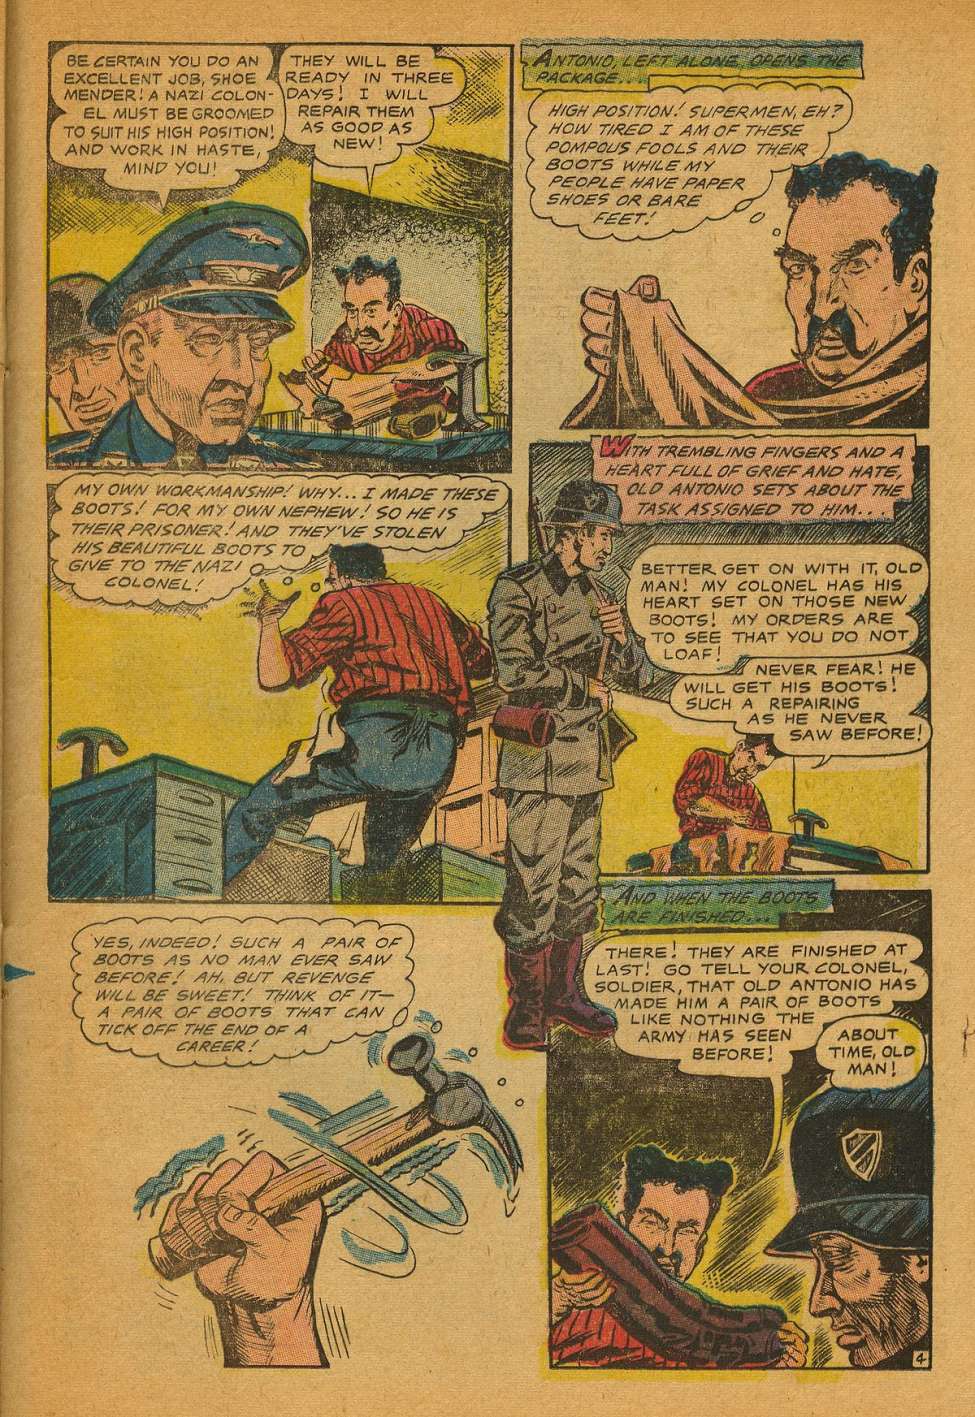 BE CERTAIN YOU DO AN
EXCELLENT JOB, SHOE
MENDER! A NAZI COLON-
EL MUST BE GROOMED
TO SUIT HIS HIGH POSITION!
AND WORK IN HASTE,
MIND YOU!
THEY WILL BE
READY IN THREE
DAYS! I WILL
REPAIR THEM
AS GOOD AS
NEW!
ANTONIO, LEFT ALONE, OPENS THE
PACKAGE...
HIGH POSITION! SUPERMEN, EH?
HOW TIRED I AM OF THESE
POMPOUS FOOLS AND THEIR
BOOTS WHILE MY
PEOPLE HAVE PAPER
SHOES OR BARE
FEET!
MY OWN WORKMANSHIP! WHY... I MADE THESE
BOOTS! FOR MY OWN NEPHEW! SO HE IS
THEIR PRISONER! AND THEY'VE STOLEN
HIS BEAUTIFUL BOOTS TO
GIVE TO THE NAZI
COLONEL!
WITH TREMBLING FINGERS AND A
HEART FULL OF GRIEF AND HATE,
OLD ANTONIO SETS ABOUT THE
TASK ASSIGNED TO HIM...
BETTER GET ON WITH IT, OLD
MAN! MY COLONEL HAS HIS
HEART SET ON THOSE NEW
BOOTS! MY ORDERS ARE
TO SEE THAT YOU DO NOT
LOAF!
NEVER FEAR! HE
WILL GET HIS BOOTS!
SUCH A REPAIRING
AS HE NEVER
SAW BEFORE!
YES, INDEED! SUCH A PAIR OF
BOOTS AS NO MAN EVER SAW
BEFORE! AH, BUT REVENGE
WILL BE SWEET! THINK OF IT—
A PAIR OF BOOTS THAT CAN
TICK OFF THE END OF A
CAREER!
AND WHEN THE BOOTS
ARE FINISHED...
THERE! THEY ARE FINISHED AT
LAST! GO TELL YOUR COLONEL,
SOLDIER, THAT OLD ANTONIO HAS
MADE HIM A PAIR OF BOOTS
LIKE NOTHING THE
ARMY HAS SEEN
BEFORE!
ABOUT
TIME, OLD
MAN!
4